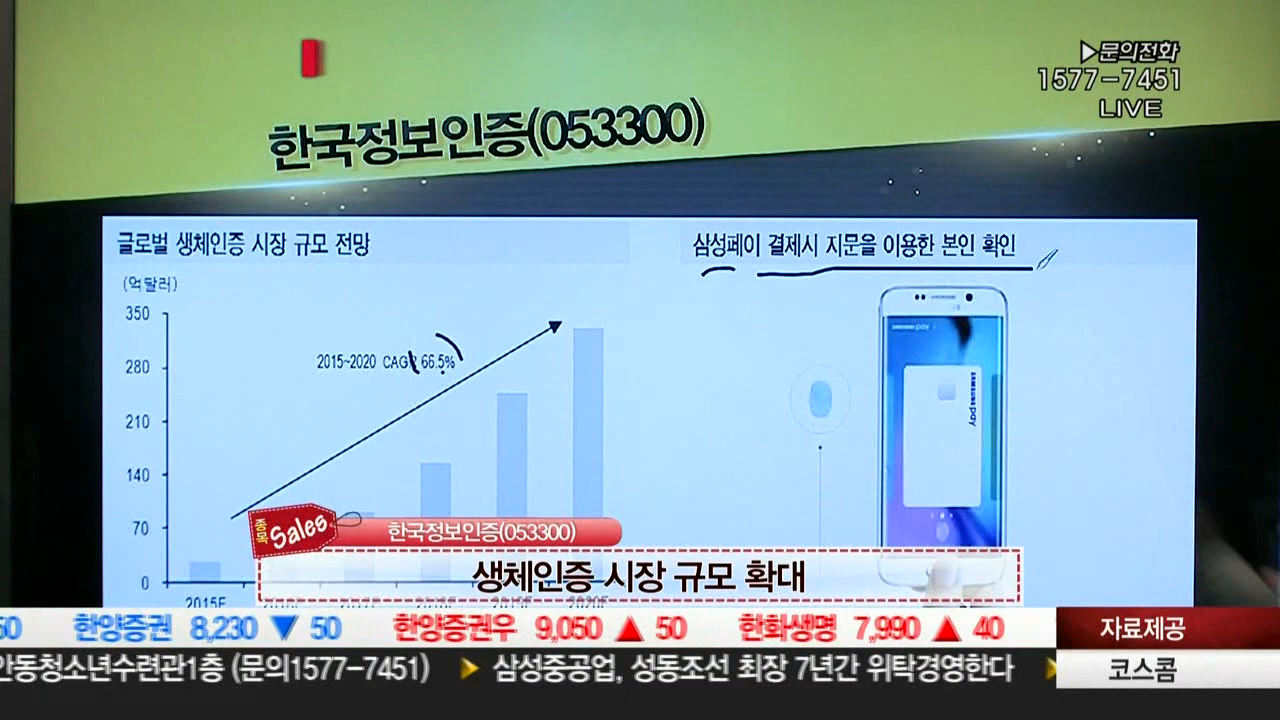 ▶문의전화
1577-7451
LIVE
한국정보인증(053300)
글로벌 생체인증 시장 규모 전망
(억달러)
350
280
210
140
70
0
2015~2020 CAGR 66.5%
2015E
삼성페이 결제시 지문을 이용한 본인 확인
SAMSUNG pay
SAMSUNG pay
종목 Sales
한국정보인증(053300)
생체인증 시장 규모 확대
50 한양증권 8,230 ▼ 50 한양증권우 9,050 ▲ 50 한화생명 7,990 ▲ 40
자료제공
안동청소년수련관1층 (문의1577-7451) ▶ 삼성중공업, 성동조선 최장 7년간 위탁경영한다
코스콤